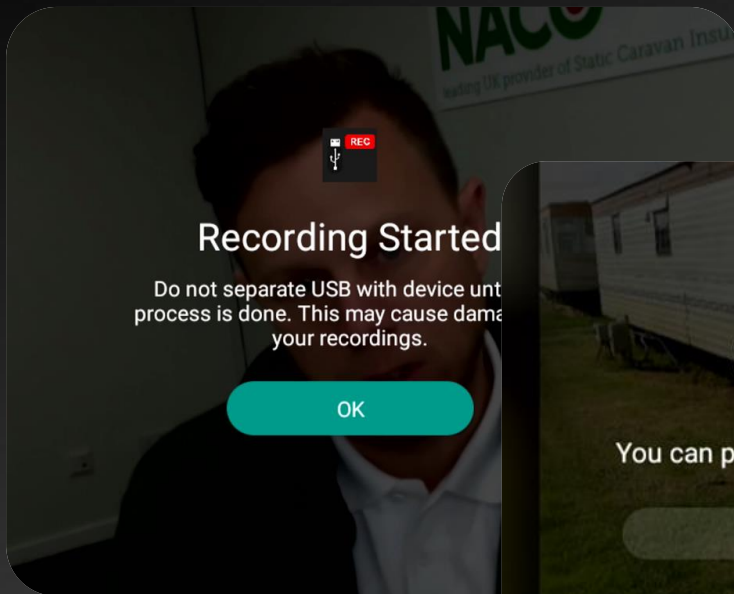 NACO
leading UK provider of Static Caravan Insu
REC
Recording Started
Do not separate USB with device unt
process is done. This may cause dama
your recordings.
OK
You can p